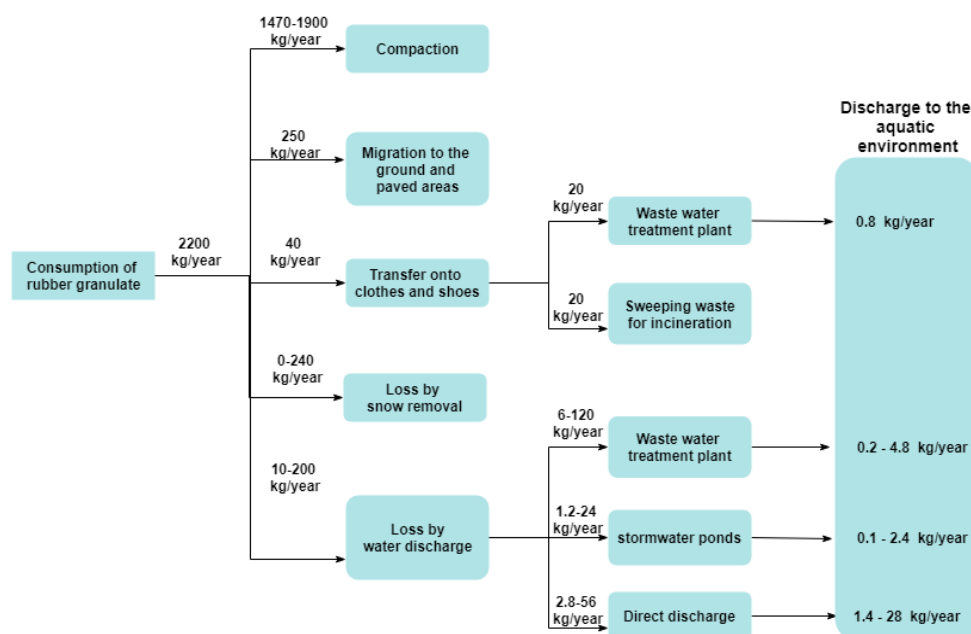 1470-1900
kg/year
Compaction
Discharge to the
aquatic
environment
250
kg/year
Migration to the
ground and
paved areas
20
kg/year
Waste water
treatment plant
0.8 kg/year
2200
kg/year
Consumption of
rubber granulate
40
kg/year
Transfer onto
clothes and shoes
20
kg/year
Sweeping waste
for incineration
0-240
kg/year
Loss by
snow removal
6-120
kg/year
Waste water
treatment plant
0.2 - 4.8 kg/year
10-200
kg/year
Loss by
water discharge
1.2-24
kg/year
stormwater ponds
0.1 - 2.4 kg/year
2.8-56
kg/year
Direct discharge
1.4 - 28 kg/year